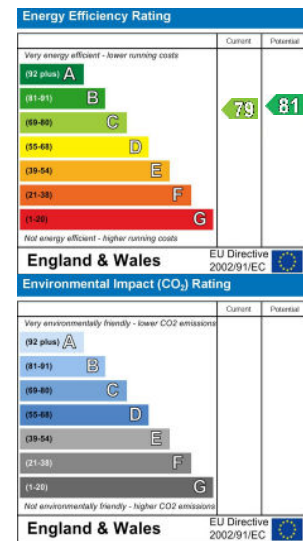 Energy Efficiency Rating
Current Potential
Very energy efficient - lower running costs
(92 plus) A
(81-91) B
(69-80) C
(55-68) D
(39-54) E
(21-38) F
(1-20) G
79 81
Not energy efficient - higher running costs
England & Wales EU Directive 2002/91/EC
Environmental Impact (CO₂) Rating
Current Potential
Very environmentally friendly - lower CO2 emissions
(92 plus) A
(81-91) B
(69-80) C
(55-68) D
(39-54) E
(21-38) F
(1-20) G
Not environmentally friendly - higher CO2 emissions
England & Wales EU Directive 2002/91/EC